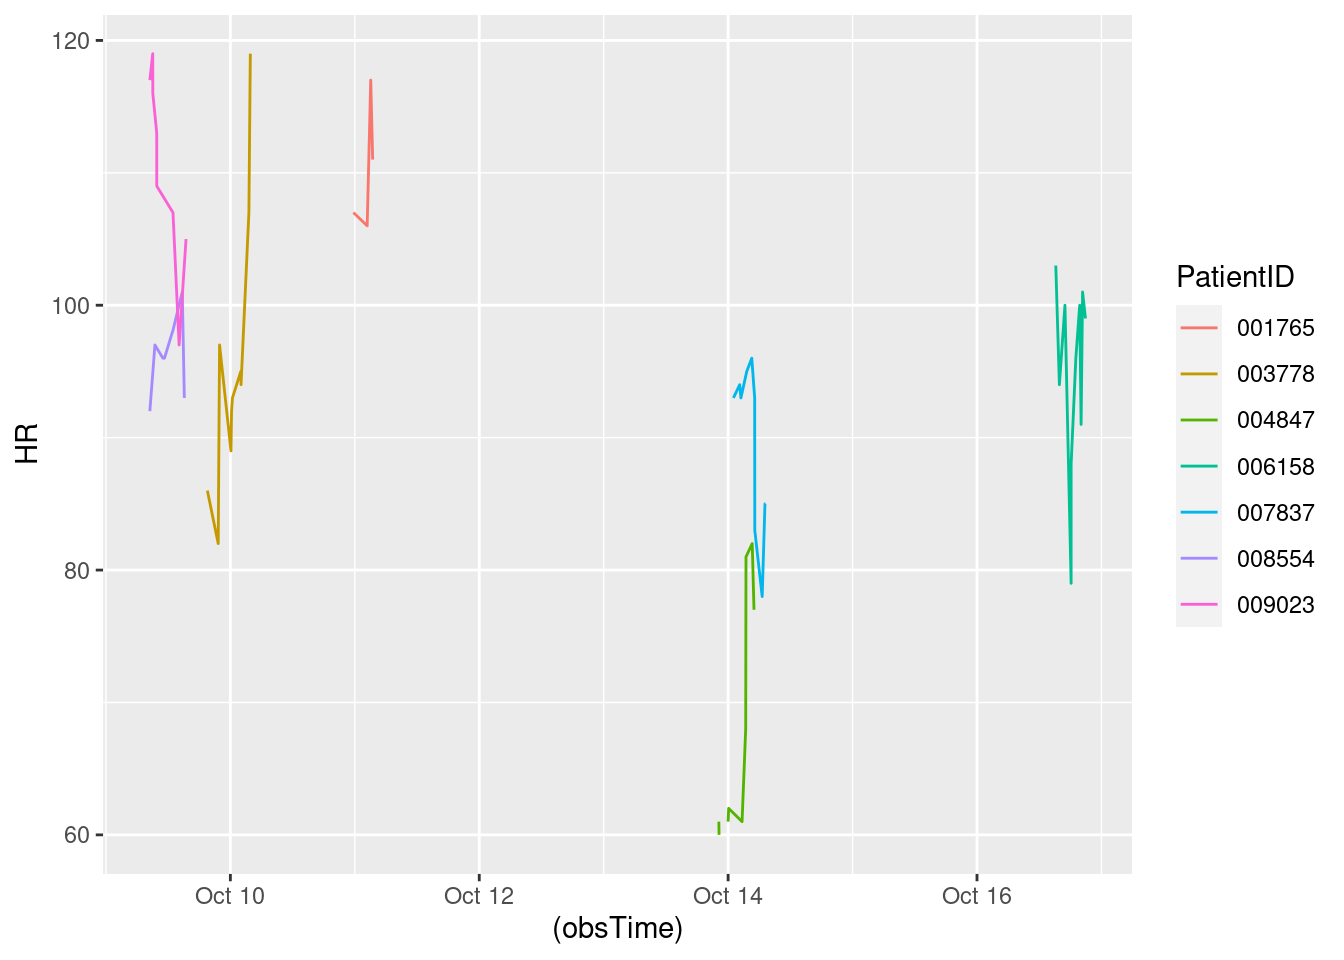 120
100
80
60
HR
Oct 10
Oct 12
Oct 14
Oct 16
(obsTime)
PatientID
001765
003778
004847
006158
007837
008554
009023